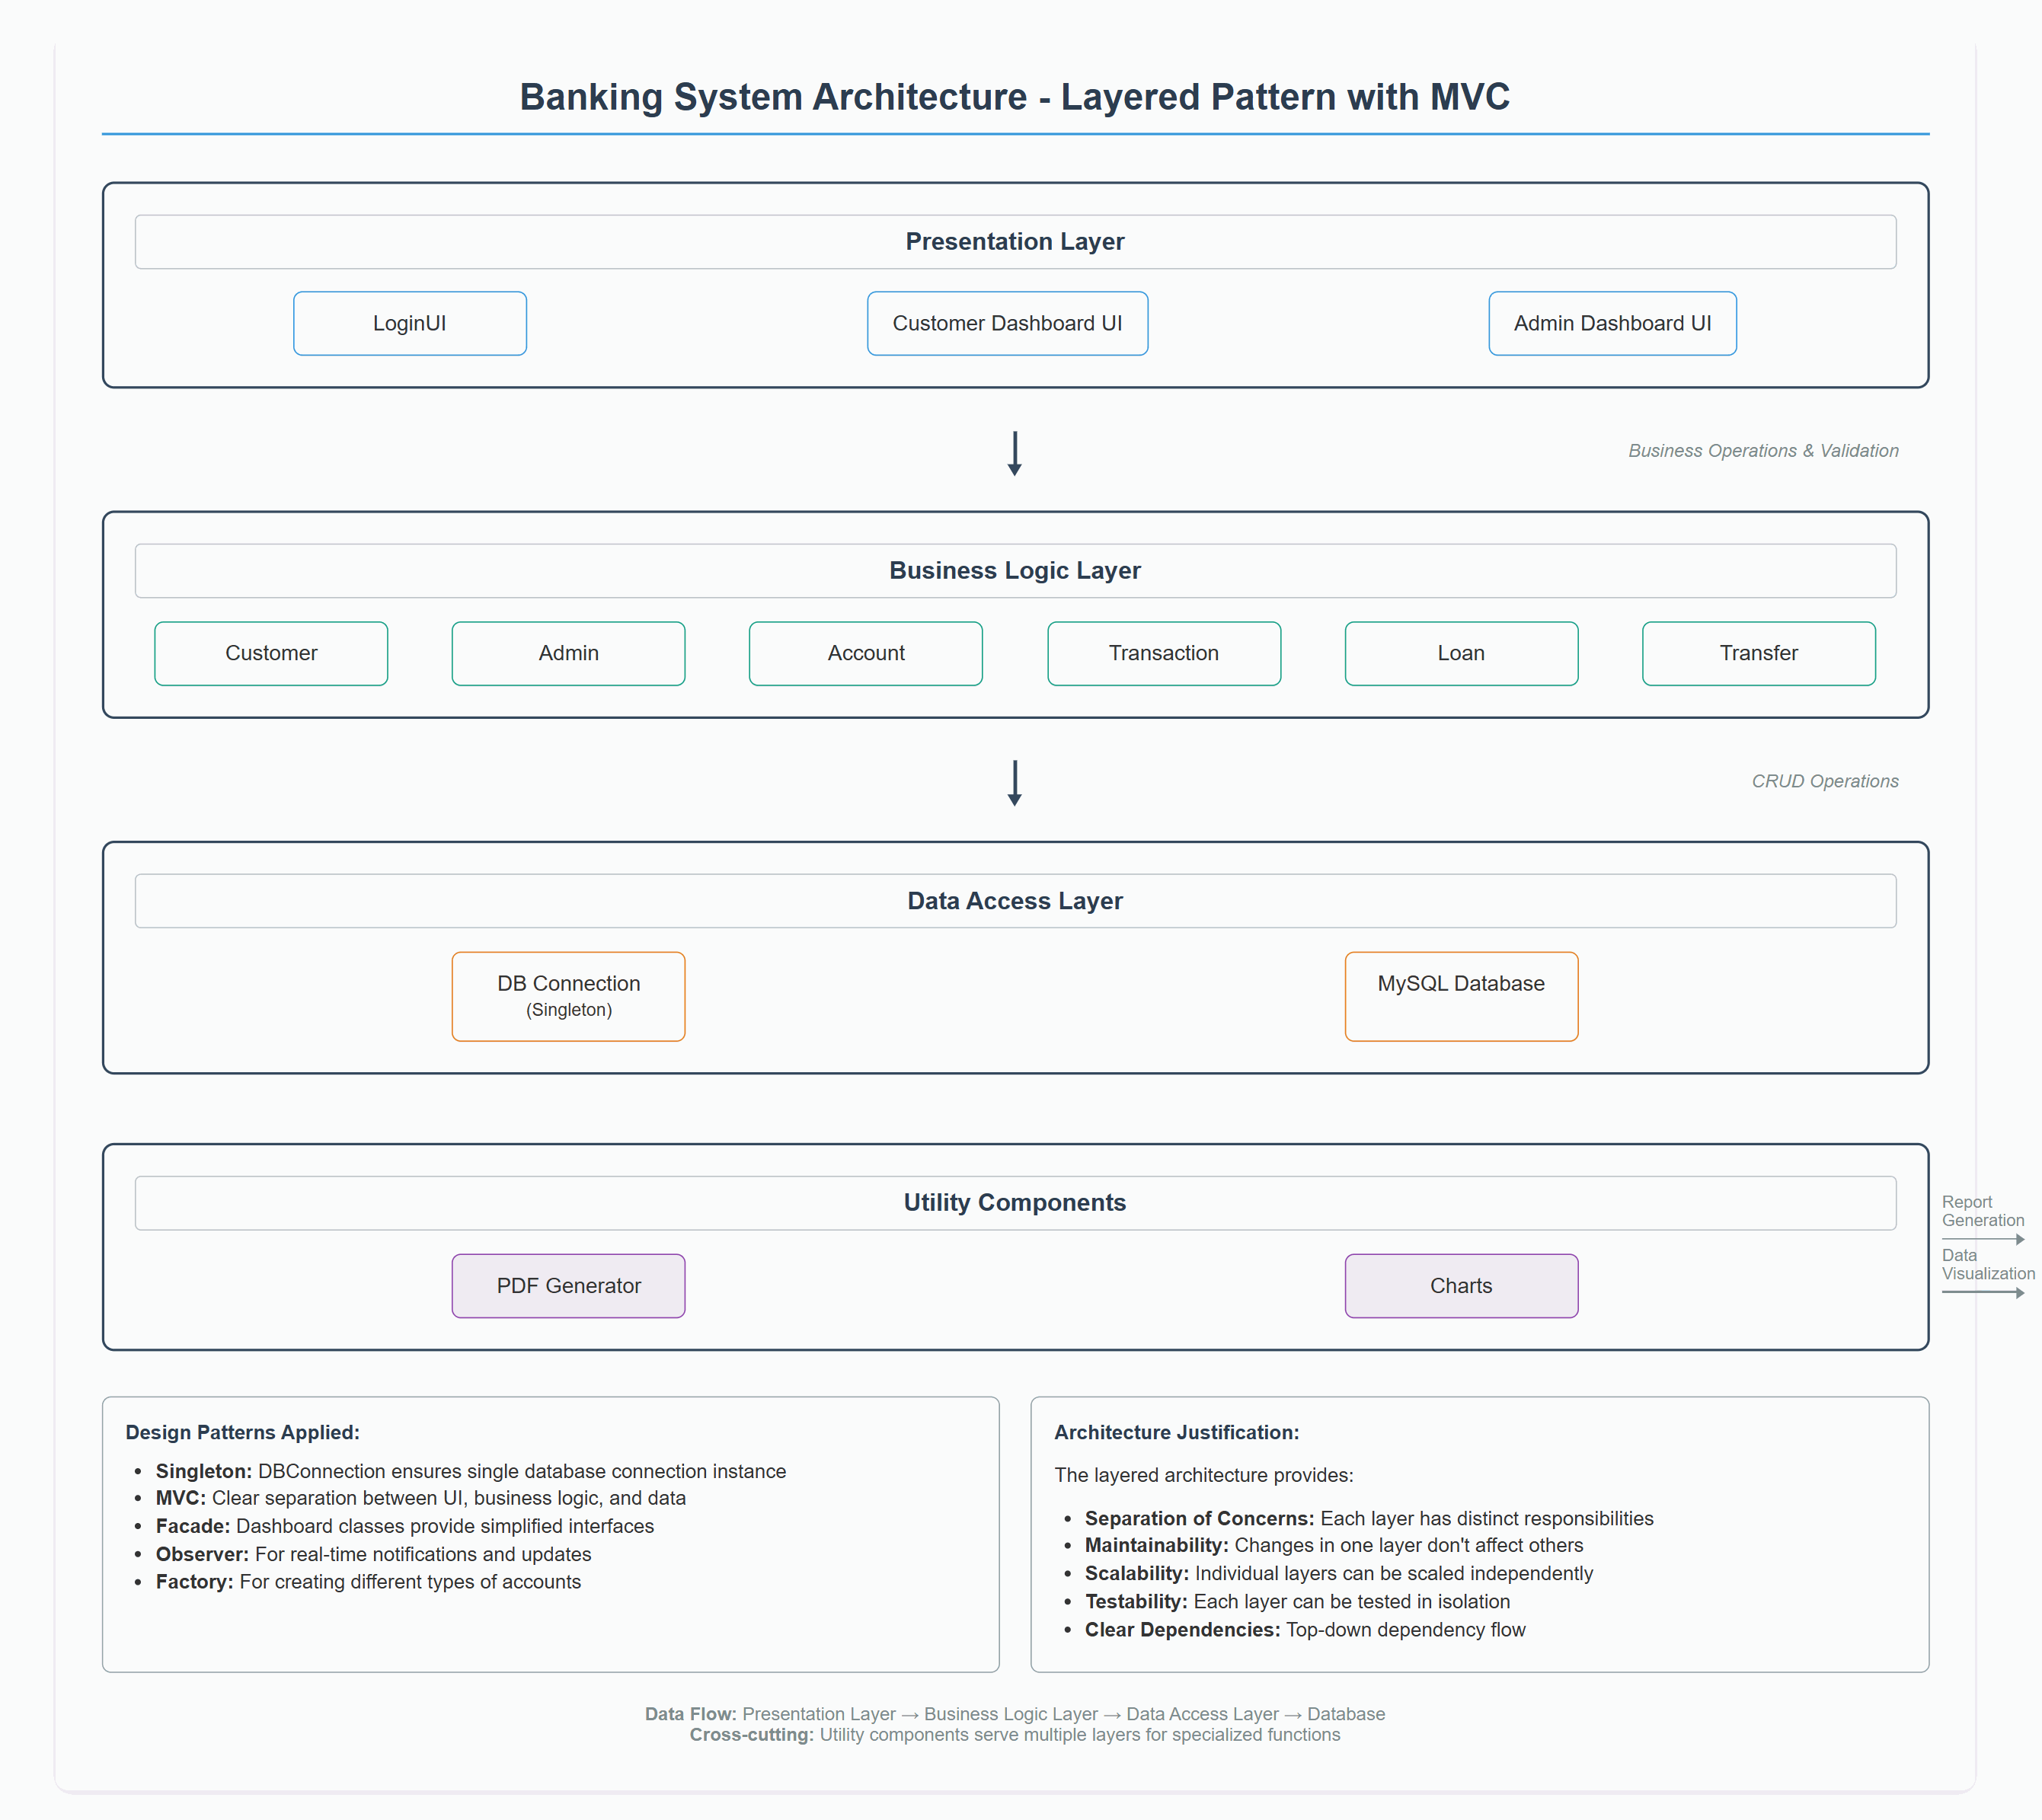 Banking System Architecture - Layered Pattern with MVC
Presentation Layer
LoginUI
Customer Dashboard UI
Admin Dashboard UI
Business Operations & Validation
Business Logic Layer
Customer
Admin
Account
Transaction
Loan
Transfer
CRUD Operations
Data Access Layer
DB Connection
(Singleton)
MySQL Database
Utility Components
PDF Generator
Charts
Report
Generation
Data
Visualization
Design Patterns Applied:
• Singleton: DBConnection ensures single database connection instance
• MVC: Clear separation between UI, business logic, and data
• Facade: Dashboard classes provide simplified interfaces
• Observer: For real-time notifications and updates
• Factory: For creating different types of accounts
Architecture Justification:
The layered architecture provides:
• Separation of Concerns: Each layer has distinct responsibilities
• Maintainability: Changes in one layer don't affect others
• Scalability: Individual layers can be scaled independently
• Testability: Each layer can be tested in isolation
• Clear Dependencies: Top-down dependency flow
Data Flow: Presentation Layer → Business Logic Layer → Data Access Layer → Database
Cross-cutting: Utility components serve multiple layers for specialized functions